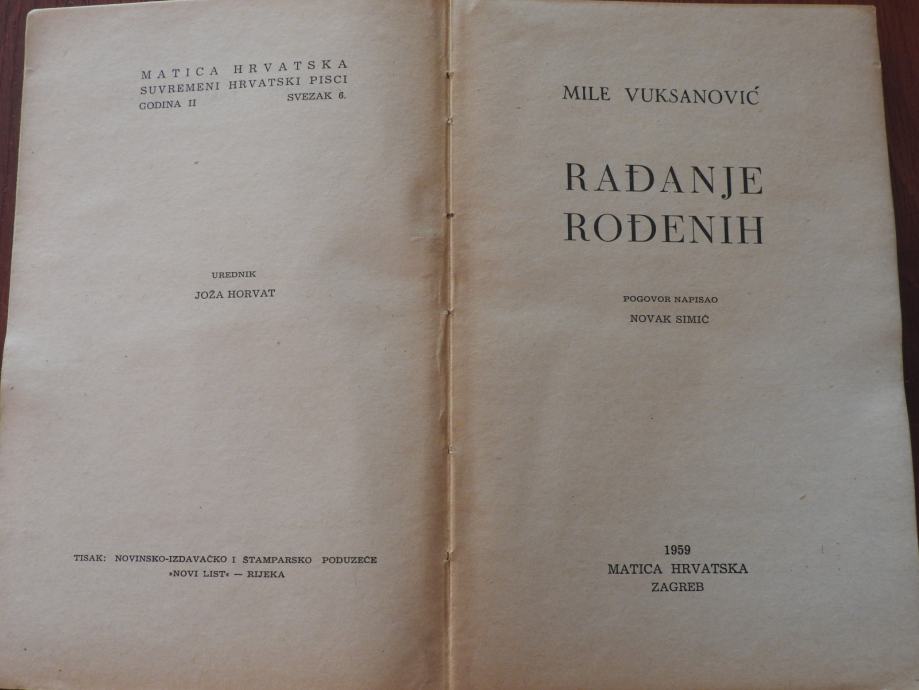 MATICA HRVATSKA
SUVREMENI HRVATSKI PISCI
GODINA II SVEZAK 6.
UREDNIK
JOŽA HORVAT
TISAK: NOVINSKO-IZDAVAČKO I ŠTAMPARSKO PODUZEĆE
»NOVI LIST« — RIJEKA
MILE VUKSANOVIĆ
RAĐANJE
ROĐENIH
POGOVOR NAPISAO
NOVAK SIMIĆ
1959
MATICA HRVATSKA
ZAGREB